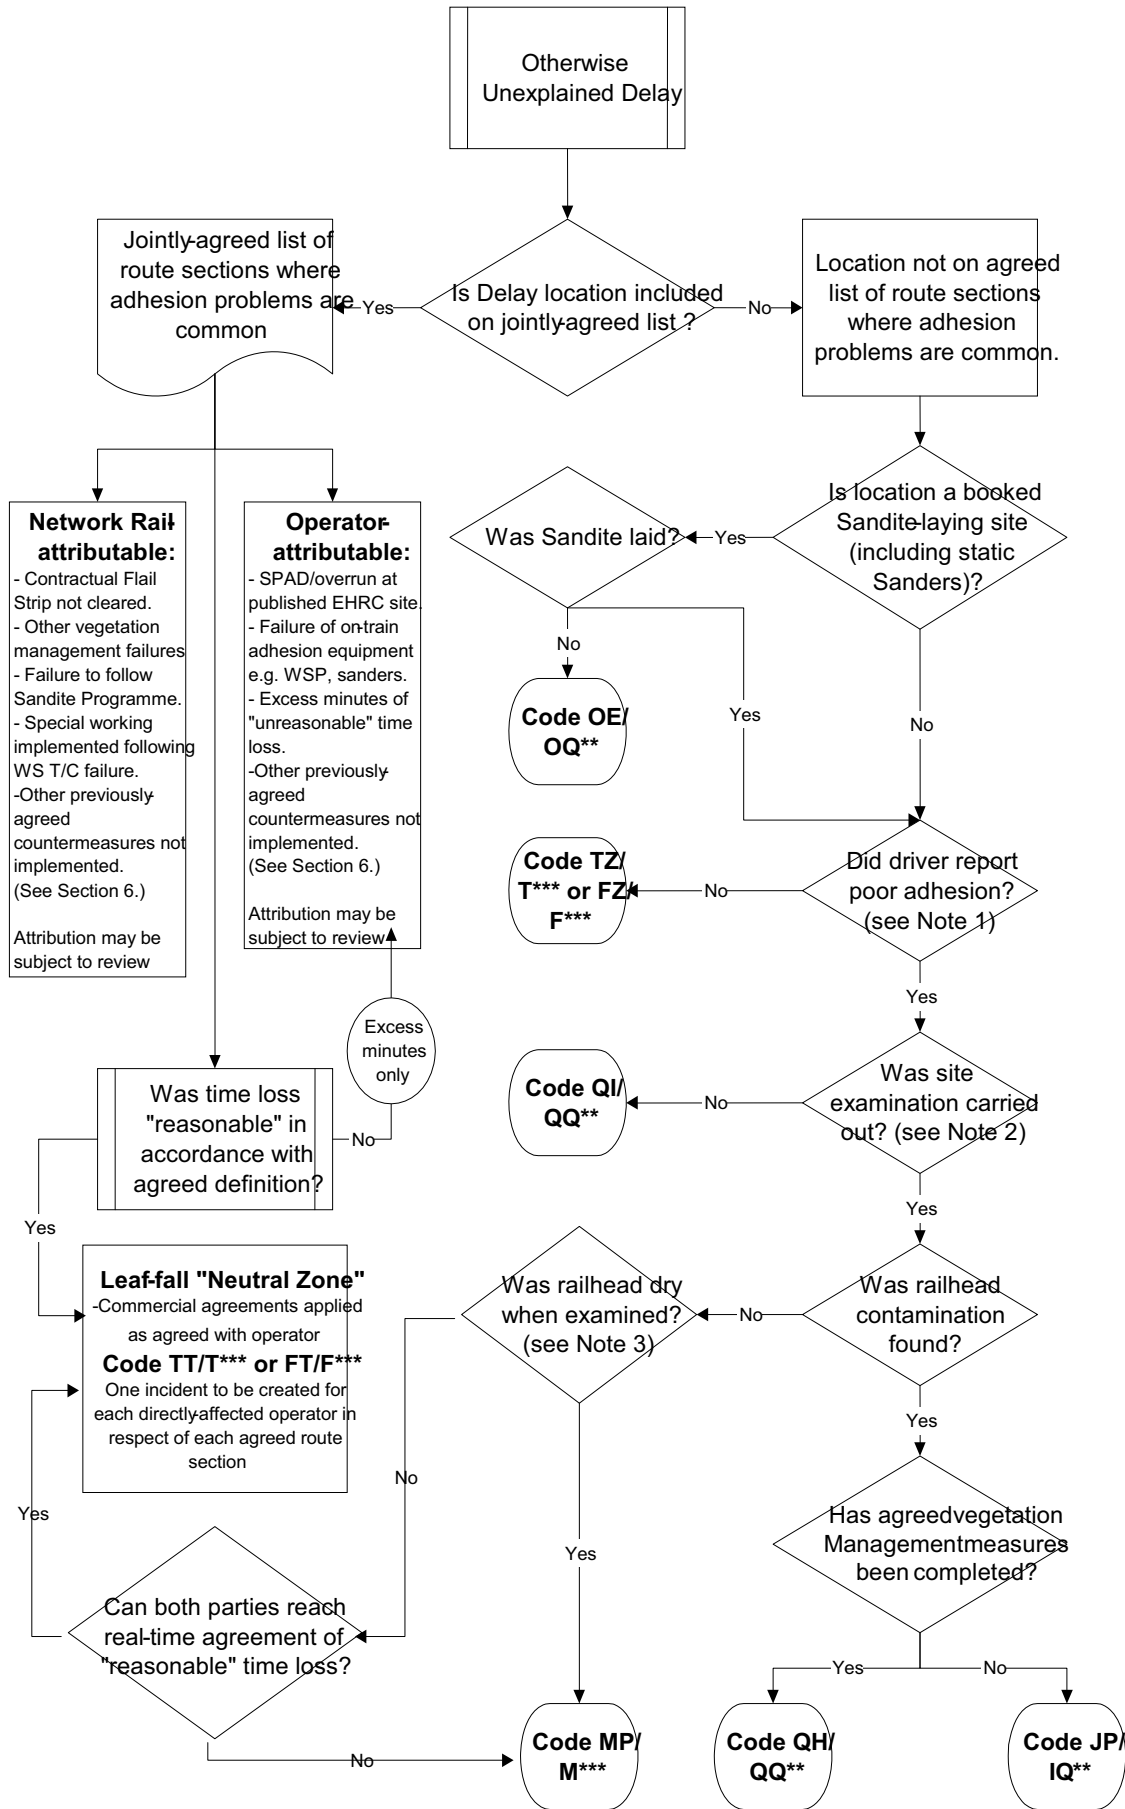 Otherwise
Unexplained Delay
Jointly-agreed list of
route sections where
adhesion problems are
common
Yes
Is Delay location included
on jointly-agreed list ?
No
Location not on agreed
list of route sections
where adhesion
problems are common.
Network Rail-
attributable:
- Contractual Flail
Strip not cleared.
- Other vegetation
management failures
- Failure to follow
Sandite Programme.
- Special working
implemented following
WS T/C failure.
-Other previously-
agreed
countermeasures not
implemented.
(See Section 6.)
Attribution may be
subject to review
Operator-
attributable:
- SPAD/overrun at
published EHRC site.
- Failure of on-train
adhesion equipment
e.g. WSP, sanders.
- Excess minutes of
"unreasonable" time
loss.
-Other previously-
agreed
countermeasures not
implemented.
(See Section 6.)
Attribution may be
subject to review
Was Sandite laid?
Yes
Is location a booked
Sandite-laying site
(including static
Sanders)?
No
Yes
No
Code OE/
OQ**
Code TZ/
T*** or FZ/
F***
No
Did driver report
poor adhesion?
(see Note 1)
Yes
Excess
minutes
only
Code QI/
QQ**
No
Was site
examination carried
out? (see Note 2)
Yes
Was time loss
"reasonable" in
accordance with
agreed definition?
No
Yes
Leaf-fall "Neutral Zone"
-Commercial agreements applied
as agreed with operator
Code TT/T*** or FT/F***
One incident to be created for
each directly-affected operator in
respect of each agreed route
section
Was railhead dry
when examined?
(see Note 3)
No
Was railhead
contamination
found?
Yes
No
Yes
Yes
Has agreed vegetation
Management measures
been completed?
Can both parties reach
real-time agreement of
"reasonable" time loss?
Yes
No
No
Code MP/
M***
Code QH/
QQ**
Code JP/
IQ**